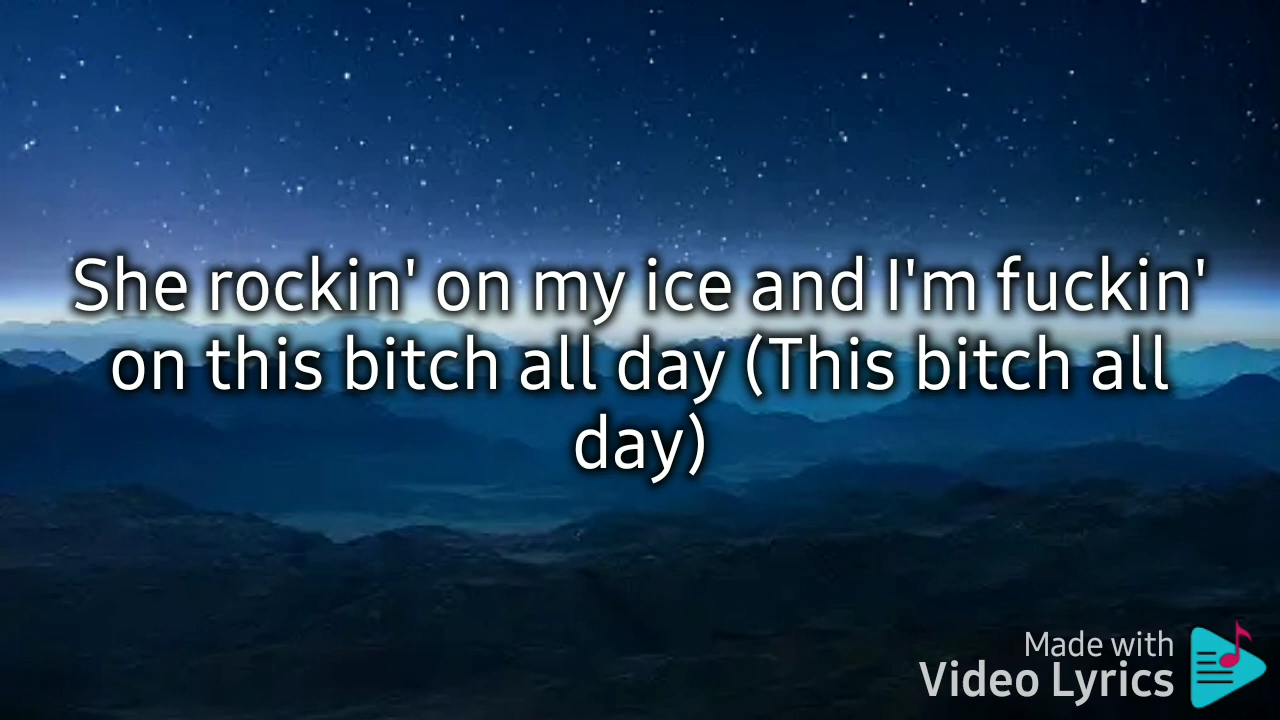 She rockin' on my ice and I'm fuckin'
on this bitch all day (This bitch all
day)
Made with
Video Lyrics